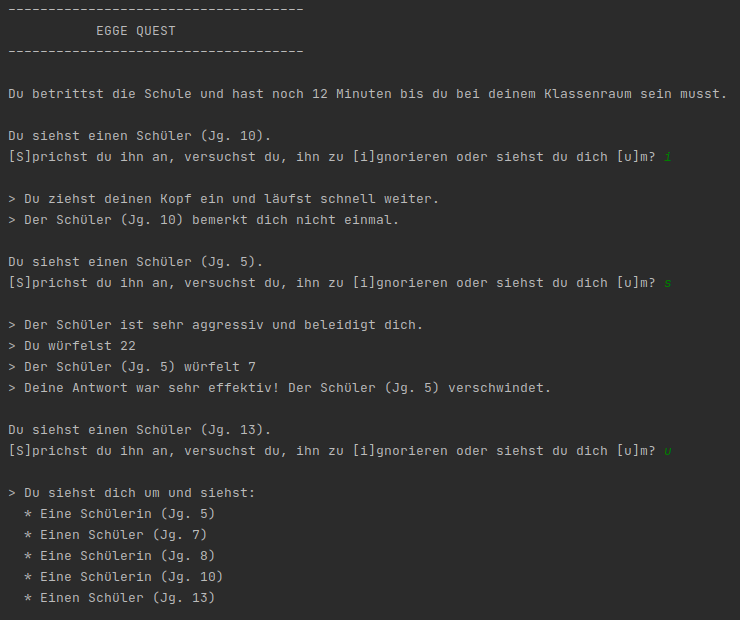 -------------------------------------
EGGE QUEST
-------------------------------------
Du betrittst die Schule und hast noch 12 Minuten bis du bei deinem Klassenraum sein musst.
Du siehst einen Schüler (Jg. 10).
[S]prichst du ihn an, versuchst du, ihn zu [i]gnorieren oder siehst du dich [u]m? i
> Du ziehst deinen Kopf ein und läufst schnell weiter.
> Der Schüler (Jg. 10) bemerkt dich nicht einmal.
Du siehst einen Schüler (Jg. 5).
[S]prichst du ihn an, versuchst du, ihn zu [i]gnorieren oder siehst du dich [u]m? s
> Der Schüler ist sehr aggressiv und beleidigt dich.
> Du würfelst 22
> Der Schüler (Jg. 5) würfelt 7
> Deine Antwort war sehr effektiv! Der Schüler (Jg. 5) verschwindet.
Du siehst einen Schüler (Jg. 13).
[S]prichst du ihn an, versuchst du, ihn zu [i]gnorieren oder siehst du dich [u]m? u
> Du siehst dich um und siehst:
* Eine Schülerin (Jg. 5)
* Einen Schüler (Jg. 7)
* Eine Schülerin (Jg. 8)
* Eine Schülerin (Jg. 10)
* Einen Schüler (Jg. 13)